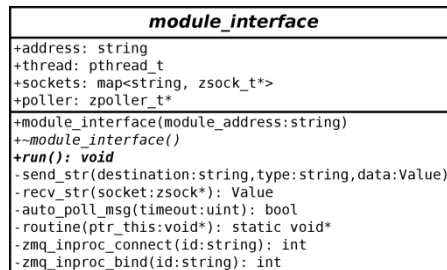 module_interface
+address: string
+thread: pthread_t
+sockets: map<string, zsock_t*>
+poller: zpoller_t*
+module_interface(module_address:string)
+~module_interface()
+run(): void
-send_str(destination:string,type:string,data:Value)
-recv_str(socket:zsock*): Value
-auto_poll_msg(timeout:uint): bool
-routine(ptr_this:void*): static void*
-zmq_inproc_connect(id:string): int
-zmq_inproc_bind(id:string): int